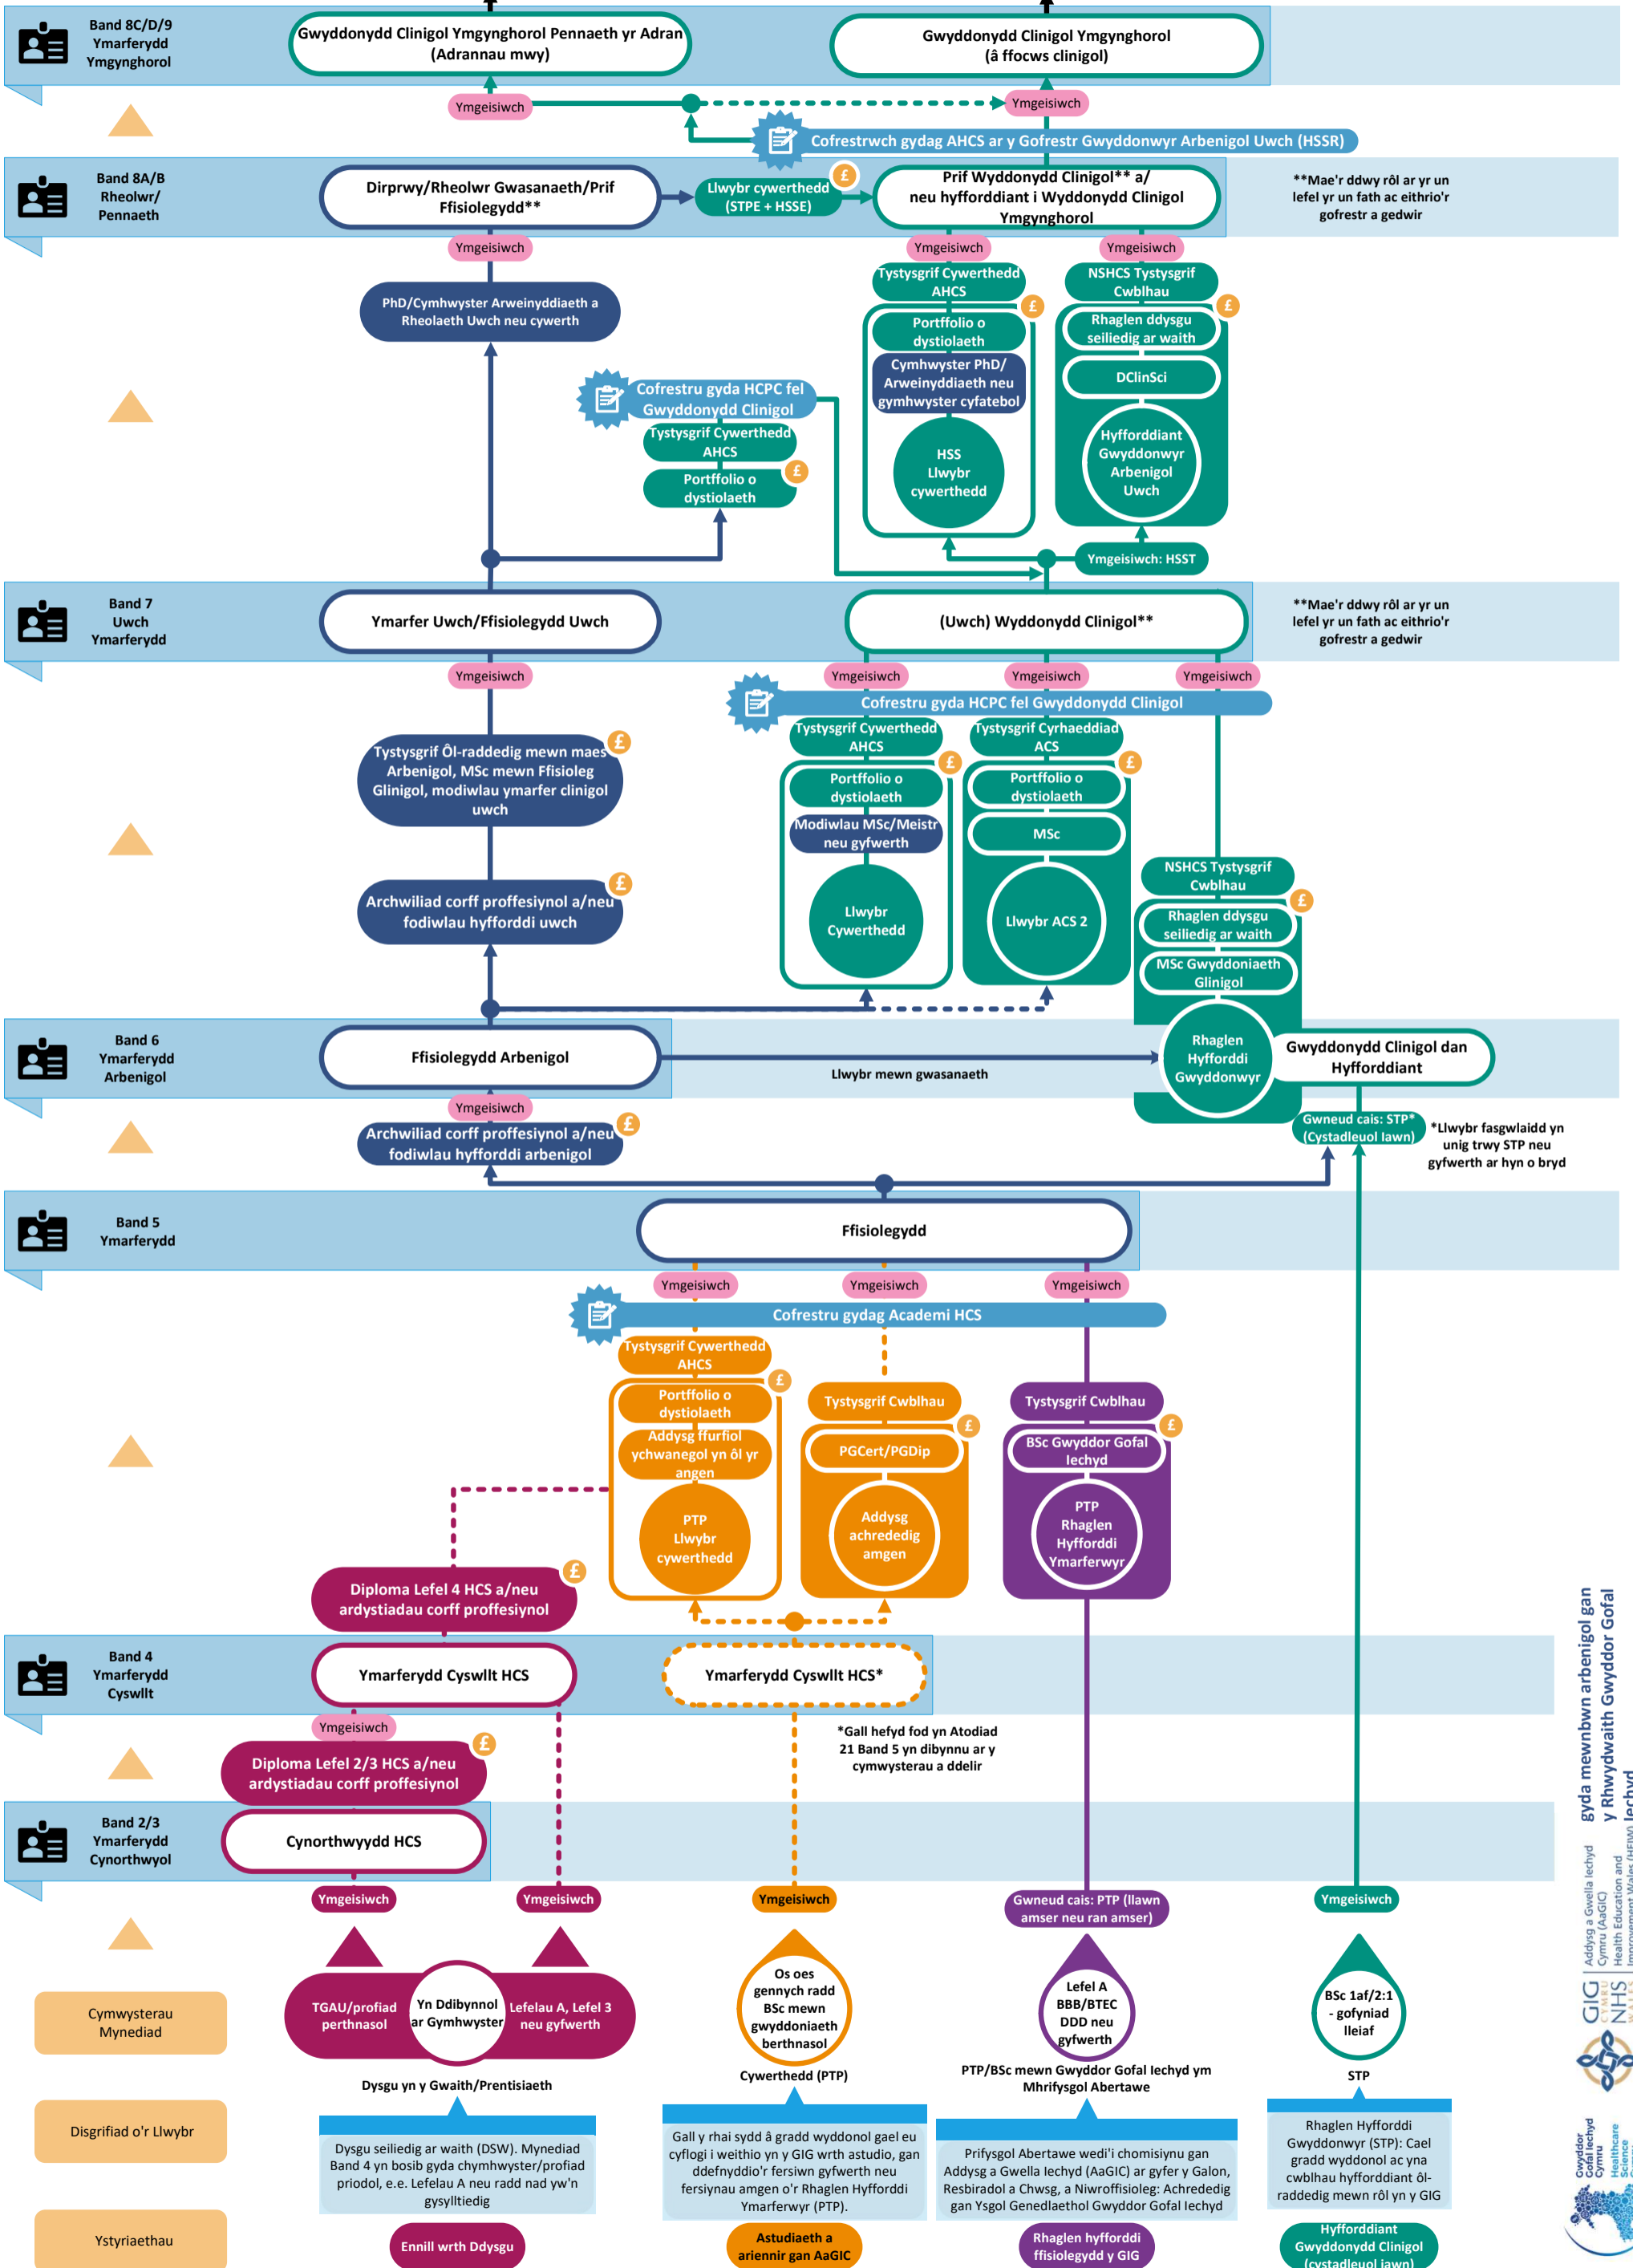 Band 8C/D/9
Ymarferydd
Ymgynghorol
Gwyddonydd Clinigol Ymgynghorol Pennaeth yr Adran
(Adrannau mwy)
Gwyddonydd Clinigol Ymgynghorol
(â ffocws clinigol)
Ymgeisiwch
Ymgeisiwch
Cofrestrwch gydag AHCS ar y Gofrestr Gwyddonwyr Arbenigol Uwch (HSSR)
Band 8A/B
Rheolwr/
Pennaeth
Dirprwy/Rheolwr Gwasanaeth/Prif
Ffisiolegydd**
Llwybr cywerthedd
(STPE + HSSE)
£
Prif Wyddonydd Clinigol** a/
neu hyfforddiant i Wyddonydd Clinigol
Ymgynghorol
**Mae'r ddwy rôl ar yr un
lefel yr un fath ac eithrio'r
gofrestr a gedwir
Ymgeisiwch
Ymgeisiwch
Ymgeisiwch
PhD/Cymhwyster Arweinyddiaeth a
Rheolaeth Uwch neu cywerth
Tystysgrif Cywerthedd
AHCS
£
Portffolio o
dystiolaeth
Cymhwyster PhD/
Arweinyddiaeth neu
gymhwyster cyfatebol
HSS
Llwybr
cywerthedd
NSHCS Tystysgrif
Cwblhau
£
Rhaglen ddysgu
seiliedig ar waith
DClinSci
Hyfforddiant
Gwyddonwyr
Arbenigol
Uwch
Cofrestru gyda HCPC fel
Gwyddonydd Clinigol
Tystysgrif Cywerthedd
AHCS
£
Portffolio o
dystiolaeth
Ymgeisiwch: HSST
Band 7
Uwch
Ymarferydd
Ymarfer Uwch/Ffisiolegydd Uwch
(Uwch) Wyddonydd Clinigol**
**Mae'r ddwy rôl ar yr un
lefel yr un fath ac eithrio'r
gofrestr a gedwir
Ymgeisiwch
Ymgeisiwch
Ymgeisiwch
Ymgeisiwch
Cofrestru gyda HCPC fel Gwyddonydd Clinigol
Tystysgrif Ôl-raddedig mewn maes
Arbenigol, MSc mewn Ffisioleg
Glinigol, modiwlau ymarfer clinigol
uwch
£
Archwiliad corff proffesiynol a/neu
fodiwlau hyfforddi uwch
£
Tystysgrif Cywerthedd
AHCS
£
Portffolio o
dystiolaeth
Modiwlau MSc/Meistr
neu gyfwerth
Llwybr
Cywerthedd
Tystysgrif Cyrhaeddiad
ACS
£
Portffolio o
dystiolaeth
MSc
Llwybr ACS 2
NSHCS Tystysgrif
Cwblhau
£
Rhaglen ddysgu
seiliedig ar waith
MSc Gwyddoniaeth
Glinigol
Rhaglen
Hyfforddi
Gwyddonwyr
Band 6
Ymarferydd
Arbenigol
Ffisiolegydd Arbenigol
Llwybr mewn gwasanaeth
Gwyddonydd Clinigol dan
Hyfforddiant
Ymgeisiwch
Archwiliad corff proffesiynol a/neu
fodiwlau hyfforddi arbenigol
£
Gwneud cais: STP*
(Cystadleuol Iawn)
*Llwybr fasgwlaidd yn
unig trwy STP neu
gyfwerth ar hyn o bryd
Band 5
Ymarferydd
Ffisiolegydd
Ymgeisiwch
Ymgeisiwch
Ymgeisiwch
Cofrestru gydag Academi HCS
Tystysgrif Cywerthedd
AHCS
£
Portffolio o
dystiolaeth
Addysg ffurfiol
ychwanegol yn ôl yr
angen
PTP
Llwybr
cywerthedd
Tystysgrif Cwblhau
£
PGCert/PGDip
Addysg
achrededig
amgen
Tystysgrif Cwblhau
£
BSc Gwyddor Gofal
Iechyd
PTP
Rhaglen
Hyfforddi
Ymarferwyr
Diploma Lefel 4 HCS a/neu
ardystiadau corff proffesiynol
£
Band 4
Ymarferydd
Cyswllt
Ymarferydd Cyswllt HCS
Ymarferydd Cyswllt HCS*
Ymgeisiwch
*Gall hefyd fod yn Atodiad
21 Band 5 yn dibynnu ar y
cymwysterau a ddelir
Diploma Lefel 2/3 HCS a/neu
ardystiadau corff proffesiynol
£
Band 2/3
Ymarferydd
Cynorthwyol
Cynorthwyydd HCS
Ymgeisiwch
Ymgeisiwch
Ymgeisiwch
Gwneud cais: PTP (llawn
amser neu ran amser)
Ymgeisiwch
Cymwysterau
Mynediad
TGAU/profiad
perthnasol
Yn Ddibynnol
ar Gymhwyster
Lefelau A, Lefel 3
neu gyfwerth
Os oes
gennych radd
BSc mewn
gwyddoniaeth
berthnasol
Lefel A
BBB/BTEC
DDD neu
gyfwerth
BSc 1af/2:1
- gofyniad
lleiaf
Dysgu yn y Gwaith/Prentisiaeth
Cywerthedd (PTP)
PTP/BSc mewn Gwyddor Gofal Iechyd ym
Mhrifysgol Abertawe
STP
Disgrifiad o'r Llwybr
Dysgu seiliedig ar waith (DSW). Mynediad
Band 4 yn bosib gyda chymhwyster/profiad
priodol, e.e. Lefelau A neu radd nad yw'n
gysylltiedig
Gall y rhai sydd â gradd wyddonol gael eu
cyflogi i weithio yn y GIG wrth astudio, gan
ddefnyddio'r fersiwn gyfwerth neu
fersiynau amgen o'r Rhaglen Hyfforddi
Ymarferwyr (PTP).
Prifysgol Abertawe wedi'i chomisiynu gan
Addysg a Gwella Iechyd (AaGIC) ar gyfer y Galon,
Resbiradol a Chwsg, a Niwroffisioleg: Achrededig
gan Ysgol Genedlaethol Gwyddor Gofal Iechyd
Rhaglen Hyfforddi
Gwyddonwyr (STP): Cael
gradd wyddonol ac yna
cwblhau hyfforddiant ôl-
raddedig mewn rôl yn y GIG
Ystyriaethau
Ennill wrth Ddysgu
Astudiaeth a
ariennir gan AaGIC
Rhaglen hyfforddi
ffisiolegydd y GIG
Hyfforddiant
Gwyddonydd Clinigol
(cystadleuol iawn)
gyda mewnbwn arbenigol gan
y Rhwydwaith Gwyddor Gofal
Iechyd
GIG
CYMRU
NHS
WALES
Addysg a Gwella Iechyd
Cymru (AaGIC)
Health Education and
Improvement Wales (HEIW)
Gwyddor
Gofal Iechyd
Cymru
Healthcare
Science